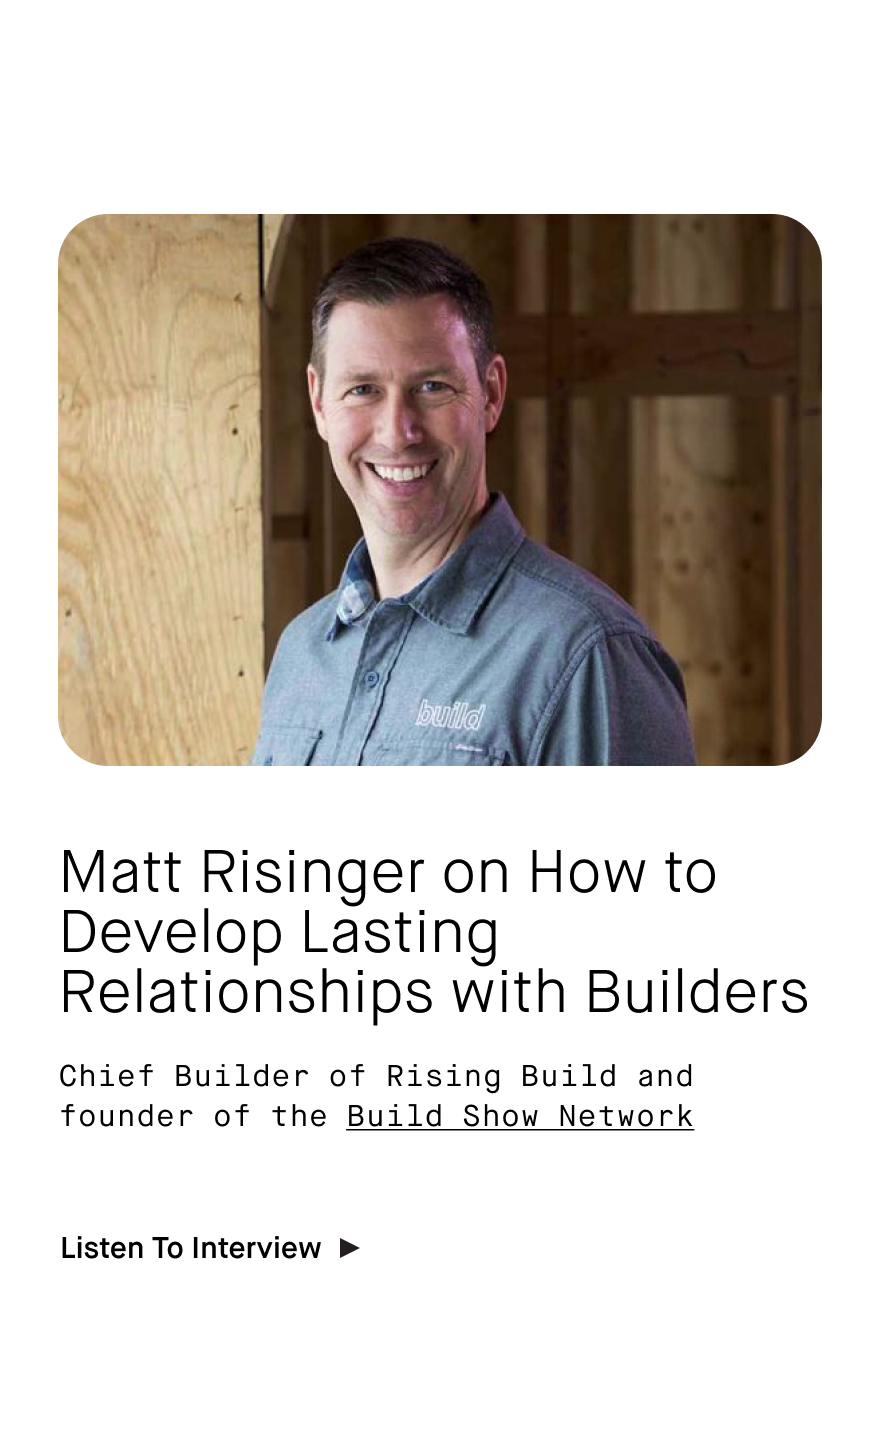 build
Matt Risinger on How to
Develop Lasting
Relationships with Builders
Chief Builder of Rising Build and
founder of the Build Show Network
Listen To Interview ▶